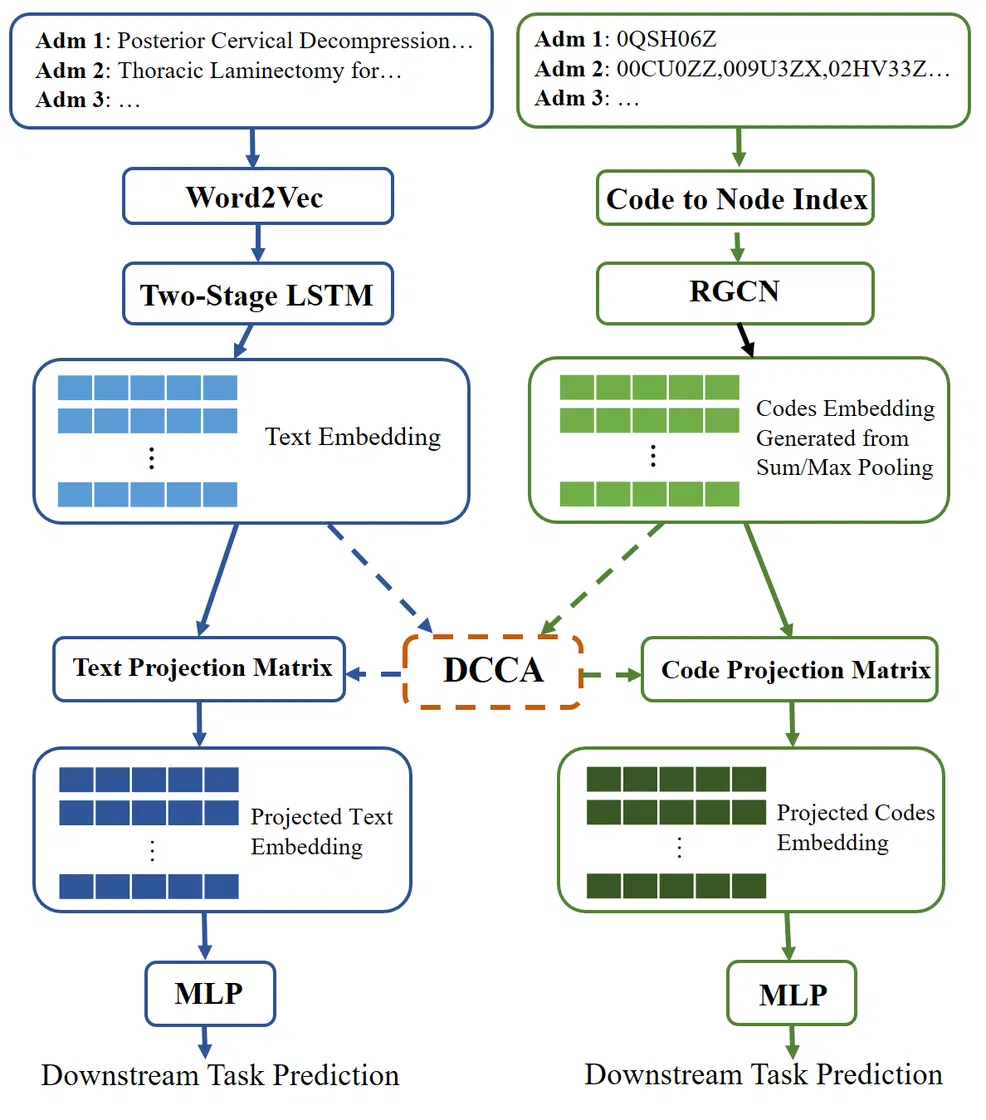 Adm 1: Posterior Cervical Decompression…
Adm 2: Thoracic Laminectomy for…
Adm 3: …
Adm 1: 0QSH06Z
Adm 2: 00CU0ZZ,009U3ZX,02HV33Z…
Adm 3: …
Word2Vec
Code to Node Index
Two-Stage LSTM
RGCN
Text Embedding
Codes Embedding
Generated from
Sum/Max Pooling
DCCA
Text Projection Matrix
Code Projection Matrix
Projected Text
Embedding
Projected Codes
Embedding
MLP
MLP
Downstream Task Prediction
Downstream Task Prediction